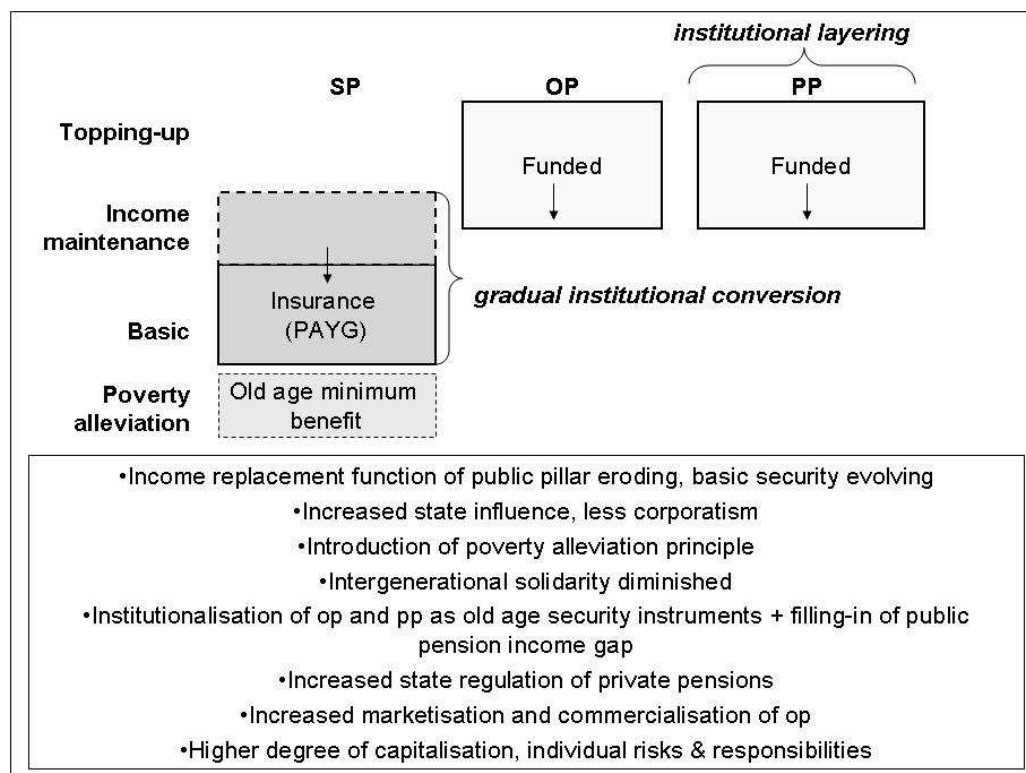 institutional layering
SP OP PP
Topping-up
Funded Funded
Income
maintenance
gradual institutional conversion
Insurance
(PAYG)
Basic
Poverty
alleviation
Old age minimum
benefit
•Income replacement function of public pillar eroding, basic security evolving
•Increased state influence, less corporatism
•Introduction of poverty alleviation principle
•Intergenerational solidarity diminished
•Institutionalisation of op and pp as old age security instruments + filling-in of public
pension income gap
•Increased state regulation of private pensions
•Increased marketisation and commercialisation of op
•Higher degree of capitalisation, individual risks & responsibilities